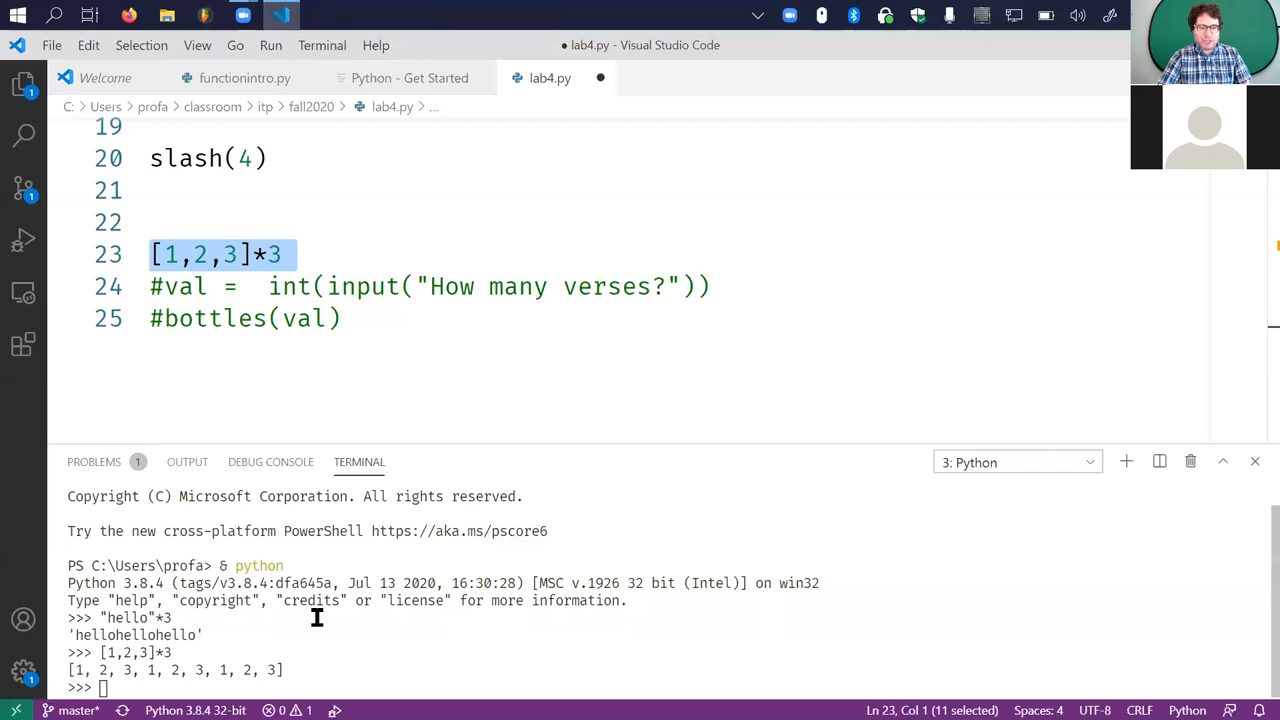 File Edit Selection View Go Run Terminal Help
● lab4.py - Visual Studio Code
Welcome functionintro.py Python - Get Started lab4.py
C: > Users > profa > classroom > itp > fall2020 > lab4.py > ...
19
20 slash(4)
21
22
23 [1,2,3]*3
24 #val =  int(input("How many verses?"))
25 #bottles(val)
PROBLEMS 1 OUTPUT DEBUG CONSOLE TERMINAL 3: Python
Copyright (C) Microsoft Corporation. All rights reserved.
Try the new cross-platform PowerShell https://aka.ms/pscore6
PS C:\Users\profa> & python
Python 3.8.4 (tags/v3.8.4:dfa645a, Jul 13 2020, 16:30:28) [MSC v.1926 32 bit (Intel)] on win32
Type "help", "copyright", "credits" or "license" for more information.
>>> "hello"*3
'hellohellohello'
>>> [1,2,3]*3
[1, 2, 3, 1, 2, 3, 1, 2, 3]
>>>
master* Python 3.8.4 32-bit 0 1 Ln 23, Col 1 (11 selected) Spaces: 4 UTF-8 CRLF Python
1
1
1